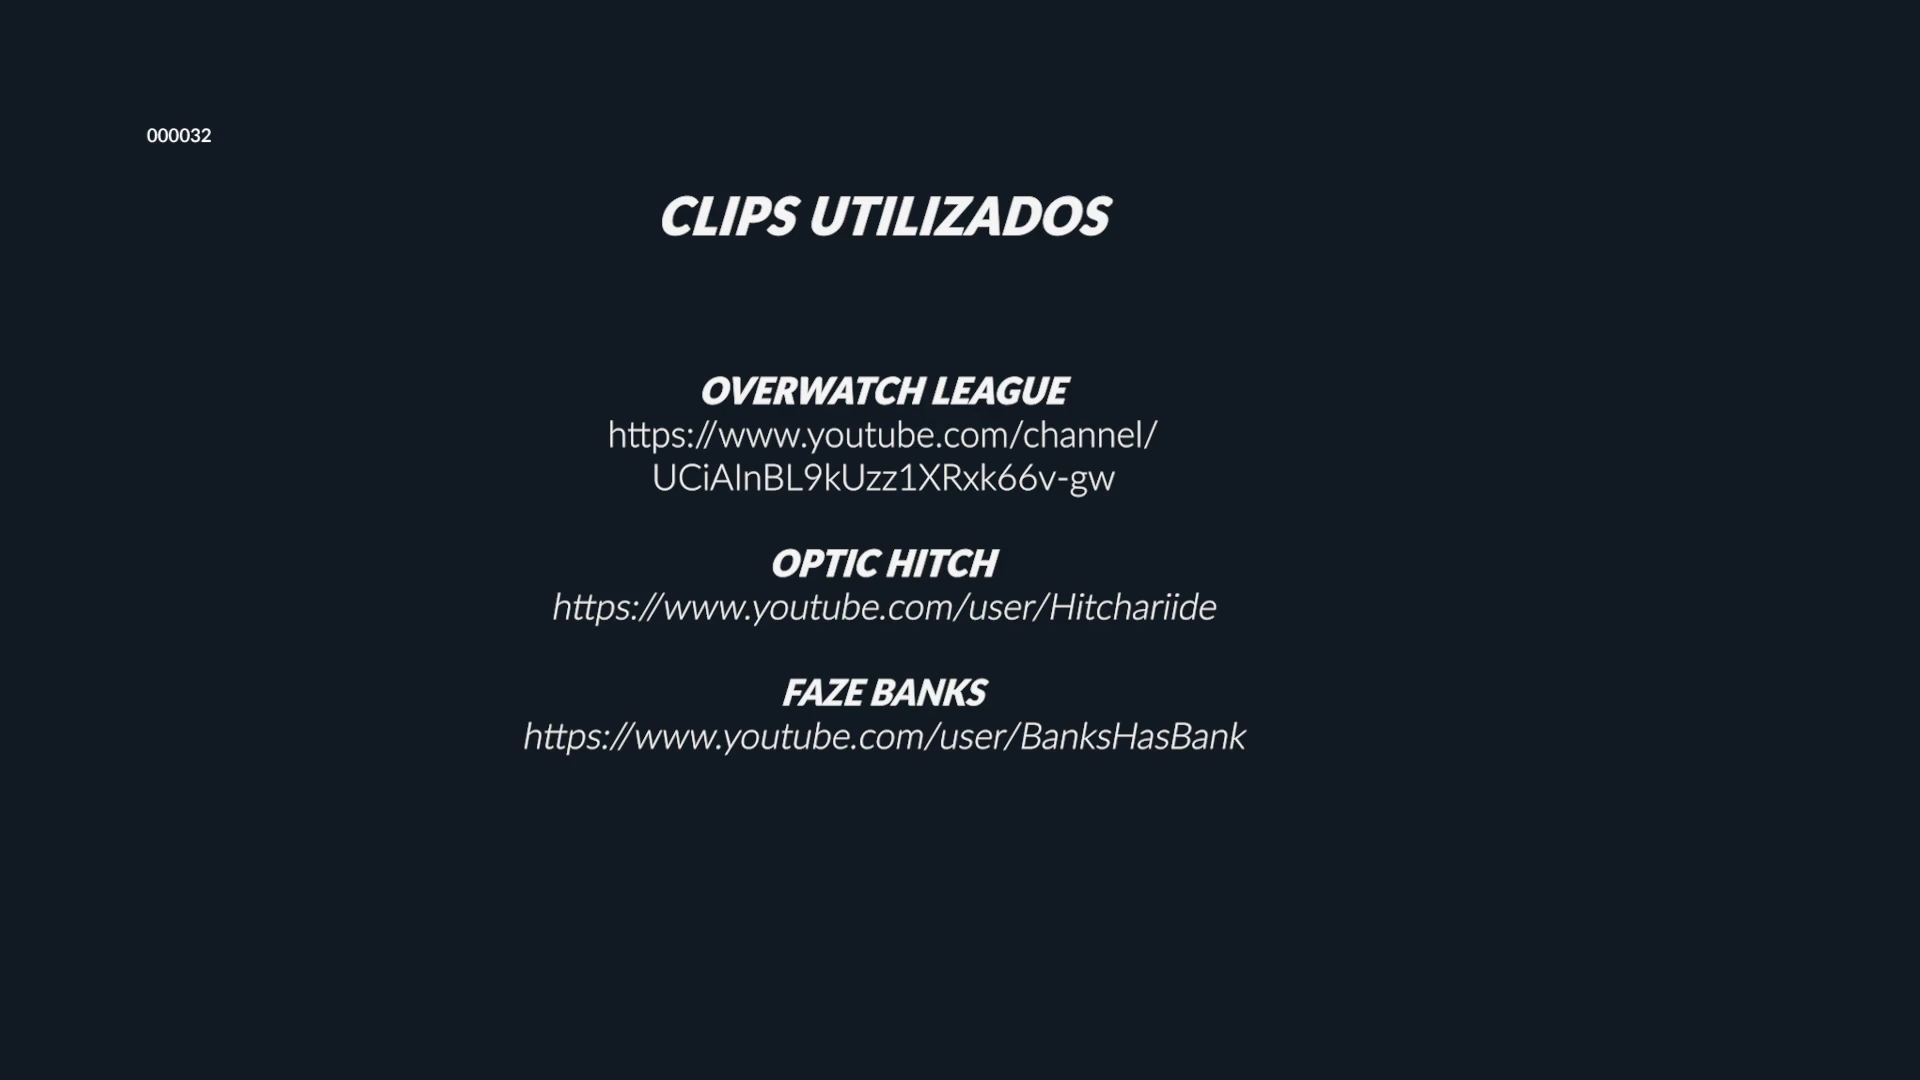 000032
CLIPS UTILIZADOS
OVERWATCH LEAGUE
https://www.youtube.com/channel/
UCiAInBL9kUzz1XRxk66v-gw
OPTIC HITCH
https://www.youtube.com/user/Hitchariide
FAZE BANKS
https://www.youtube.com/user/BanksHasBank